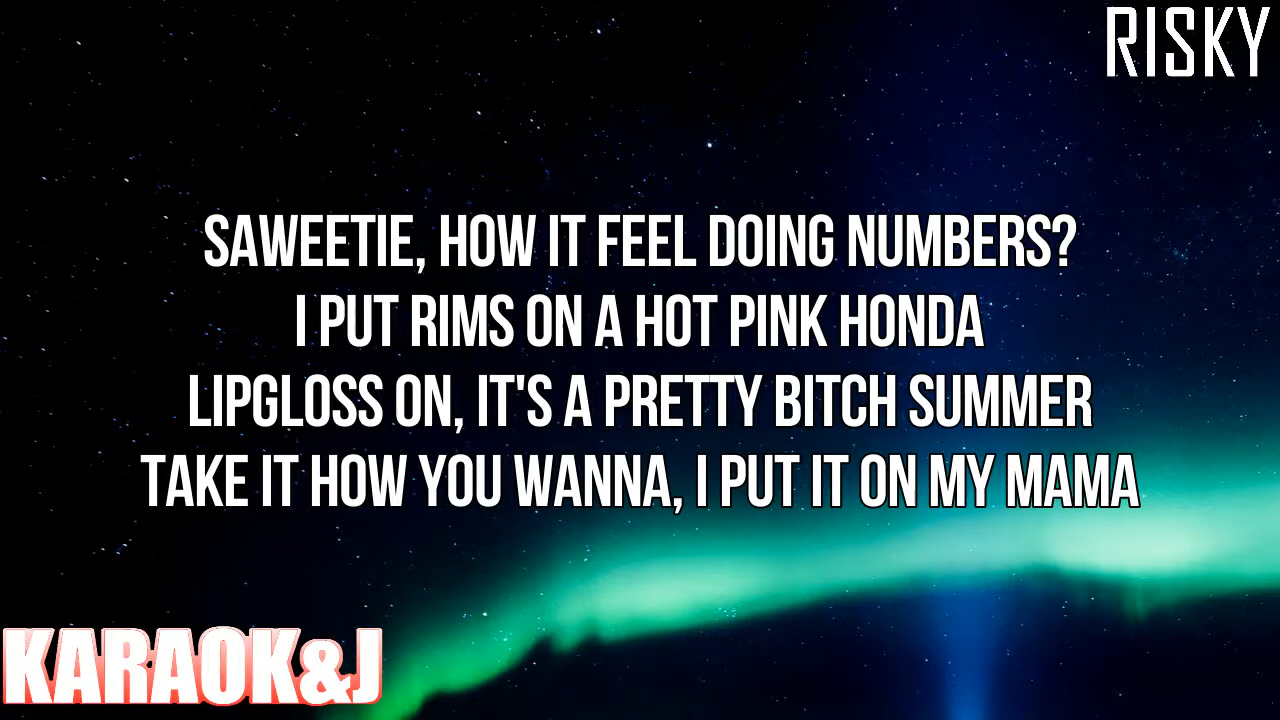 RISKY
SAWEETIE, HOW IT FEEL DOING NUMBERS?
I PUT RIMS ON A HOT PINK HONDA
LIPGLOSS ON, IT'S A PRETTY BITCH SUMMER
TAKE IT HOW YOU WANNA, I PUT IT ON MY MAMA
KARAOK&J